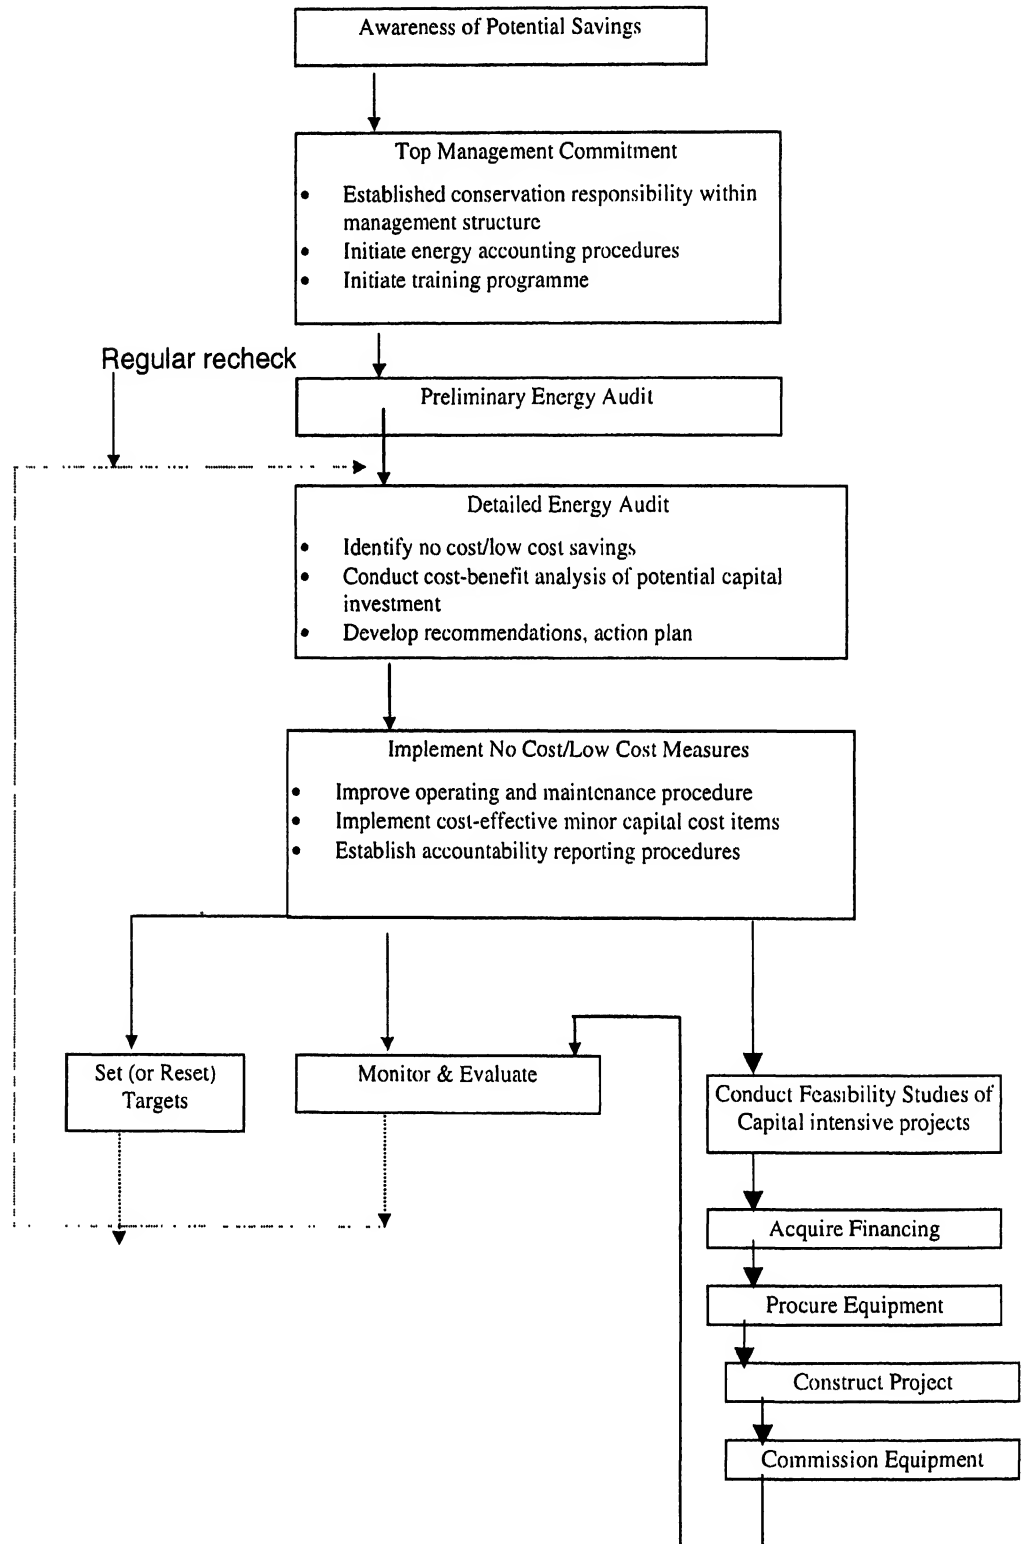 Awareness of Potential Savings
Top Management Commitment
• Established conservation responsibility within
management structure
• Initiate energy accounting procedures
• Initiate training programme
Regular recheck
Preliminary Energy Audit
Detailed Energy Audit
• Identify no cost/low cost savings
• Conduct cost-benefit analysis of potential capital
investment
• Develop recommendations, action plan
Implement No Cost/Low Cost Measures
• Improve operating and maintenance procedure
• Implement cost-effective minor capital cost items
• Establish accountability reporting procedures
Set (or Reset)
Targets
Monitor & Evaluate
Conduct Feasibility Studies of
Capital intensive projects
Acquire Financing
Procure Equipment
Construct Project
Commission Equipment